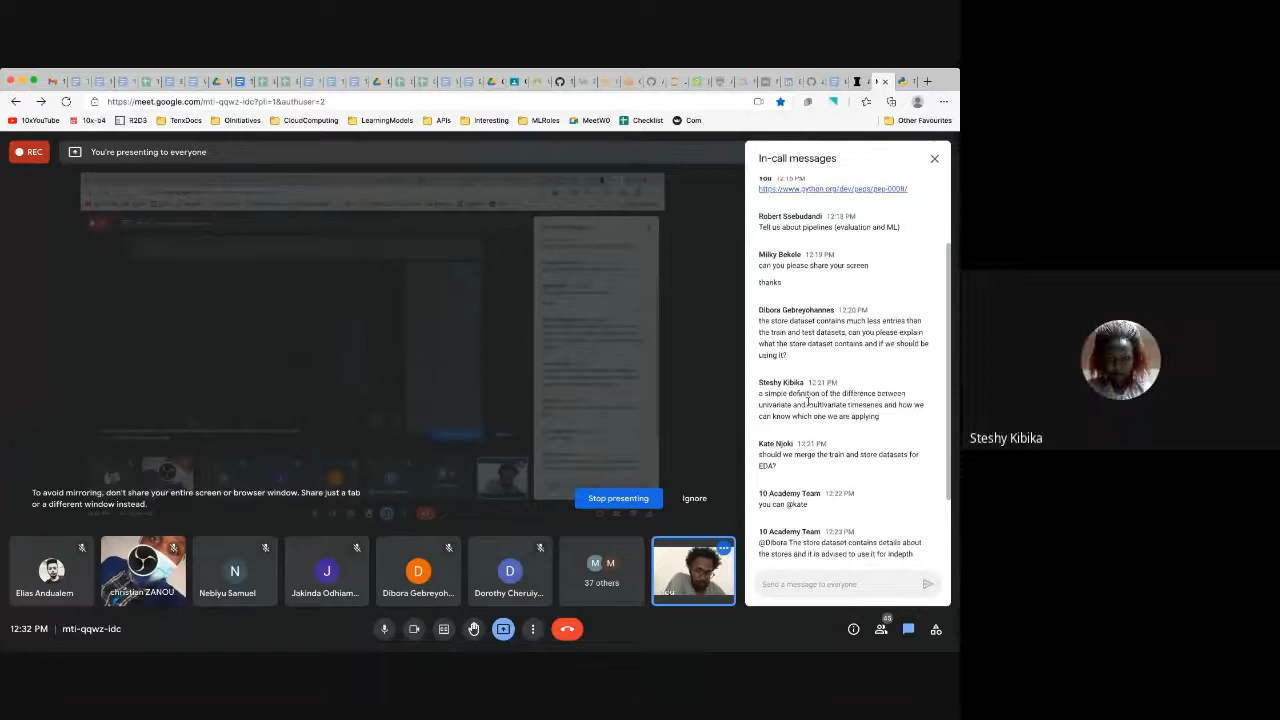 https://meet.google.com/mti-qqwz-idc?pli=1&authuser=2
10xYouTube
10x-b4
R2D3
TenxDocs
OInitiatives
CloudComputing
LearningModels
APIs
Interesting
MLRoles
MeetW0
Checklist
Com
Other Favourites
REC
You're presenting to everyone
To avoid mirroring, don't share your entire screen or browser window. Share just a tab
or a different window instead.
Stop presenting
Ignore
Elias Andualem
christian ZANOU
N
Nebiyu Samuel
J
Jakinda Odhiam...
D
Dibora Gebreyoh...
D
Dorothy Cheruiy...
M M
37 others
You
12:32 PM | mti-qqwz-idc
45
In-call messages
You 12:15 PM
https://www.python.org/dev/peps/pep-0008/
Robert Ssebudandi 12:18 PM
Tell us about pipelines (evaluation and ML)
Milky Bekele 12:19 PM
can you please share your screen
thanks
Dibora Gebreyohannes 12:20 PM
the store dataset contains much less entries than
the train and test datasets, can you please explain
what the store dataset contains and if we should be
using it?
Steshy Kibika 12:21 PM
a simple definition of the difference between
univariate and multivariate timeseries and how we
can know which one we are applying
Kate Njoki 12:21 PM
should we merge the train and store datasets for
EDA?
10 Academy Team 12:22 PM
you can @kate
10 Academy Team 12:23 PM
@Dibora The store dataset contains details about
the stores and it is advised to use it for indepth
Send a message to everyone
Steshy Kibika